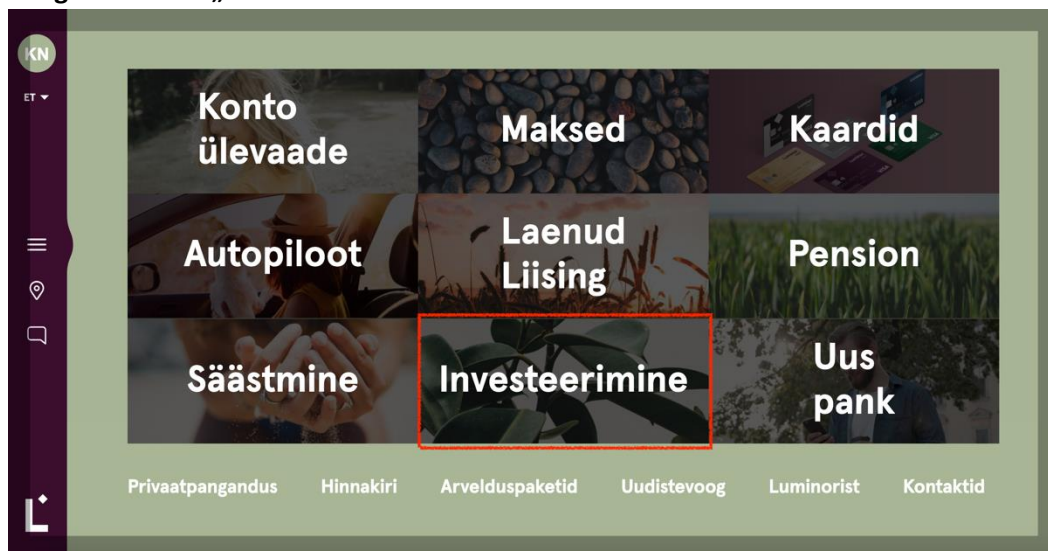 KN
ET
Konto
ülevaade
Maksed
Kaardid
Autopiloot
Laenud
Liising
Pension
Säästmine
Investeerimine
Uus
pank
Privaatpangandus Hinnakiri Arvelduspaketid Uudistevoog Luminorist Kontaktid
L